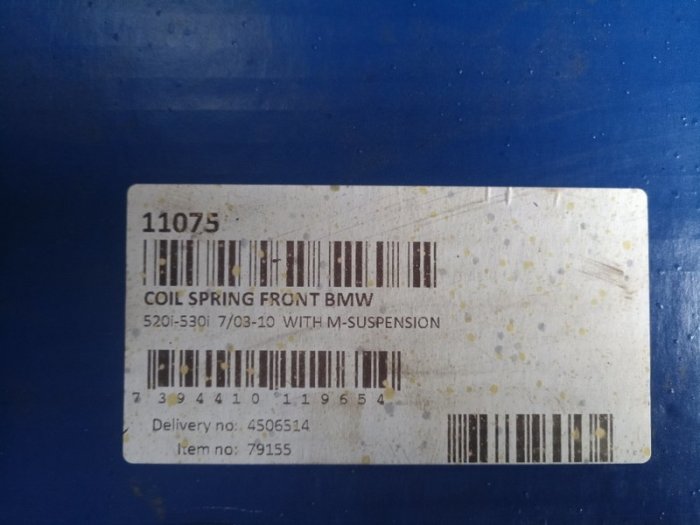 11075
COIL SPRING FRONT BMW
520i-530i 7/03-10 WITH M-SUSPENSION
7 394410 119654
Delivery no: 4506514
Item no: 79155